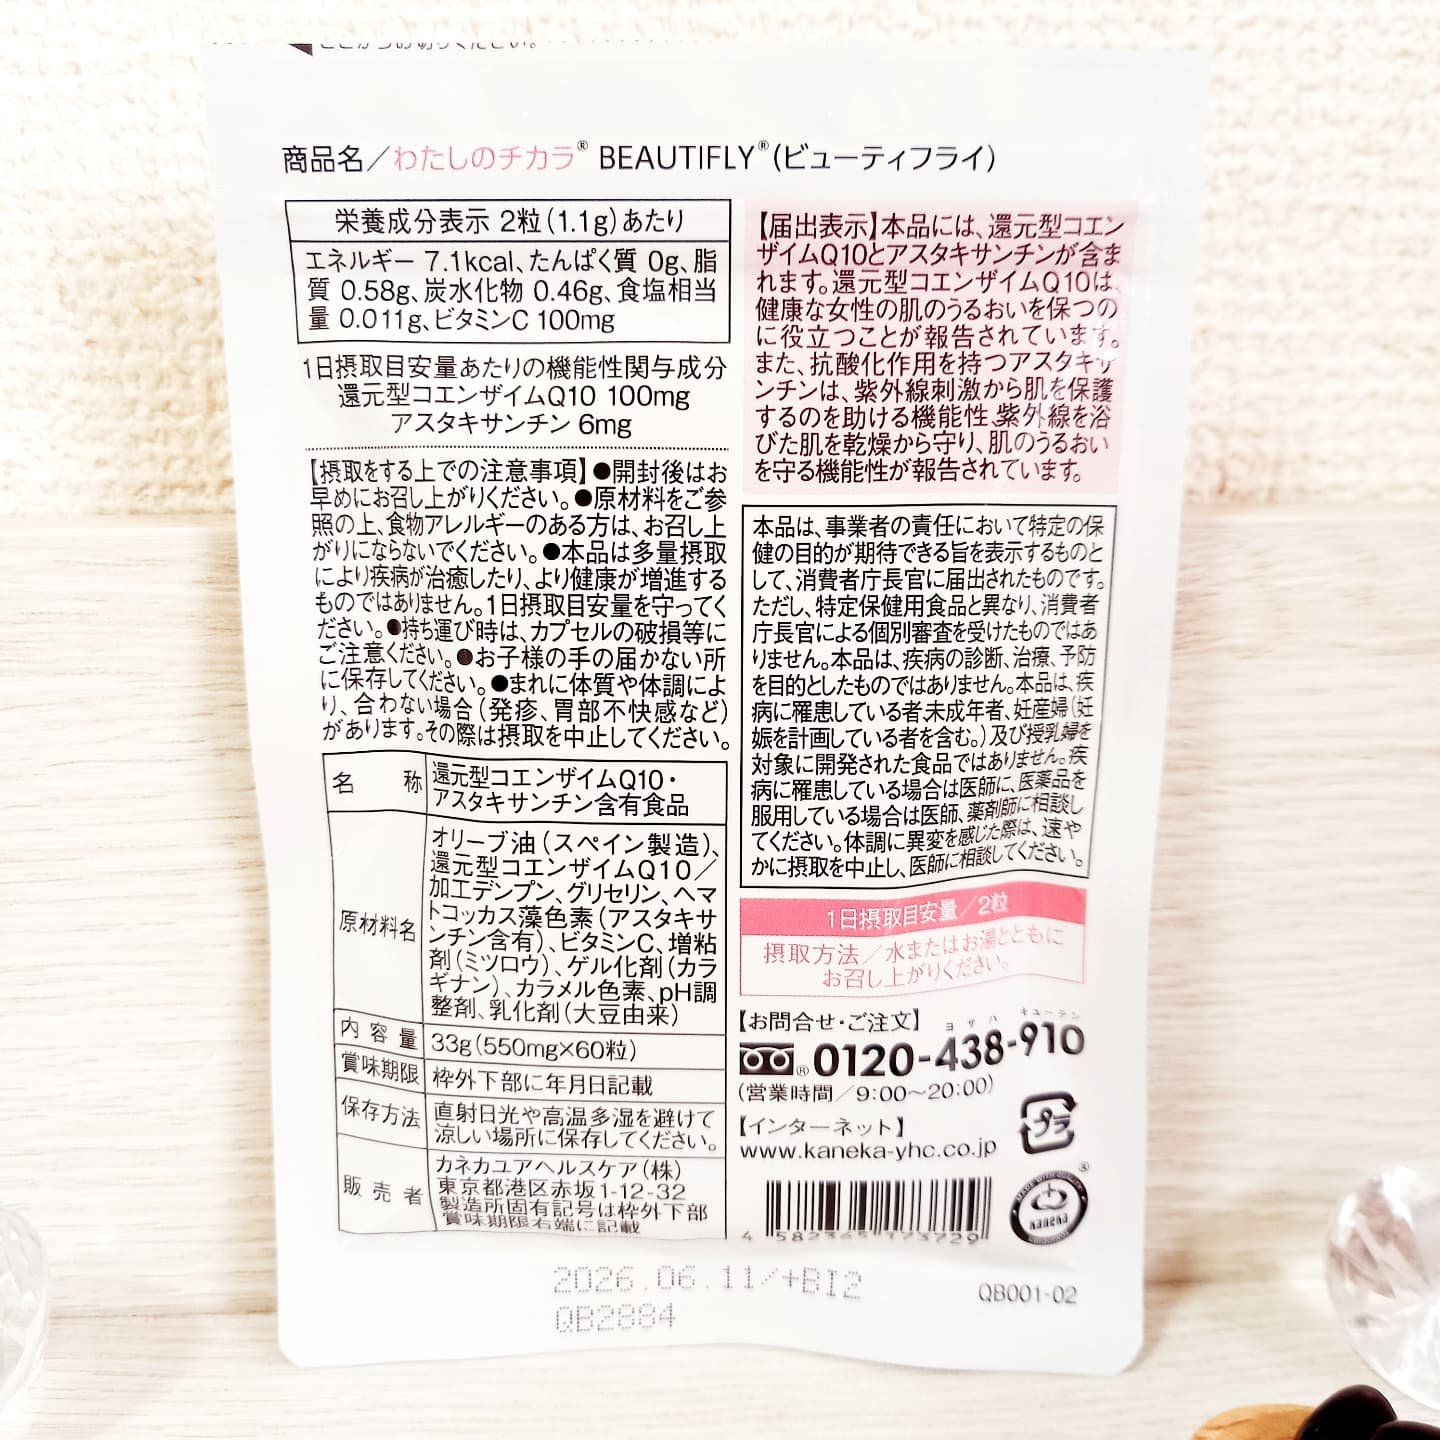 ここからお切りください。
商品名／わたしのチカラ® BEAUTIFLY®(ビューティフライ)
栄養成分表示 2粒(1.1g)あたり
エネルギー 7.1kcal、たんぱく質 0g、脂
質 0.58g、炭水化物 0.46g、食塩相当
量 0.011g、ビタミンC 100mg
1日摂取目安量あたりの機能性関与成分
還元型コエンザイムQ10 100mg
アスタキサンチン 6mg
【摂取をする上での注意事項】●開封後はお
早めにお召し上がりください。●原材料をご参
照の上、食物アレルギーのある方は、お召し上
がりにならないでください。●本品は多量摂取
により疾病が治癒したり、より健康が増進する
ものではありません。1日摂取目安量を守ってく
ださい。●持ち運び時は、カプセルの破損等に
ご注意ください。●お子様の手の届かない所
に保存してください。●まれに体質や体調によ
り、合わない場合(発疹、胃部不快感など)
があります。その際は摂取を中止してください。
名 称 還元型コエンザイムQ10・
アスタキサンチン含有食品
原材料名 オリーブ油(スペイン製造)、
還元型コエンザイムQ10／
加工デンプン、グリセリン、ヘマ
トコッカス藻色素(アスタキサ
ンチン含有)、ビタミンC、増粘
剤(ミツロウ)、ゲル化剤(カラ
ギナン)、カラメル色素、pH調
整剤、乳化剤(大豆由来)
内容量 33g(550mg×60粒)
賞味期限 枠外下部に年月日記載
保存方法 直射日光や高温多湿を避けて
涼しい場所に保存してください。
販売者 カネカユアヘルスケア(株)
東京都港区赤坂1-12-32
製造所固有記号は枠外下部
賞味期限右端に記載
【届出表示】本品には、還元型コエン
ザイムQ10とアスタキサンチンが含ま
れます。還元型コエンザイムQ10は、
健康な女性の肌のうるおいを保つの
に役立つことが報告されています。
また、抗酸化作用を持つアスタキサ
ンチンは、紫外線刺激から肌を保護
するのを助ける機能性、紫外線を浴
びた肌を乾燥から守り、肌のうるおい
を守る機能性が報告されています。
本品は、事業者の責任において特定の保
健の目的が期待できる旨を表示するものと
して、消費者庁長官に届出されたものです。
ただし、特定保健用食品と異なり、消費者
庁長官による個別審査を受けたものではあ
りません。本品は、疾病の診断、治療、予防
を目的としたものではありません。本品は、疾
病に罹患している者、未成年者、妊産婦(妊
娠を計画している者を含む。)及び授乳婦を
対象に開発された食品ではありません。疾
病に罹患している場合は医師に、医薬品を
服用している場合は医師、薬剤師に相談し
てください。体調に異変を感じた際は、速や
かに摂取を中止し、医師に相談してください。
1日摂取目安量／2粒
摂取方法／水またはお湯とともに
お召し上がりください。
【お問合せ・ご注文】
ヨサハ キューテン
® 0120-438-910
(営業時間／9:00～20:00)
【インターネット】
www.kaneka-yhc.co.jp
プラ
®
MADE WITH QUALITY
kaneka
4 582365 173729
2026.06.11/+BI2
QB2884
QB001-02